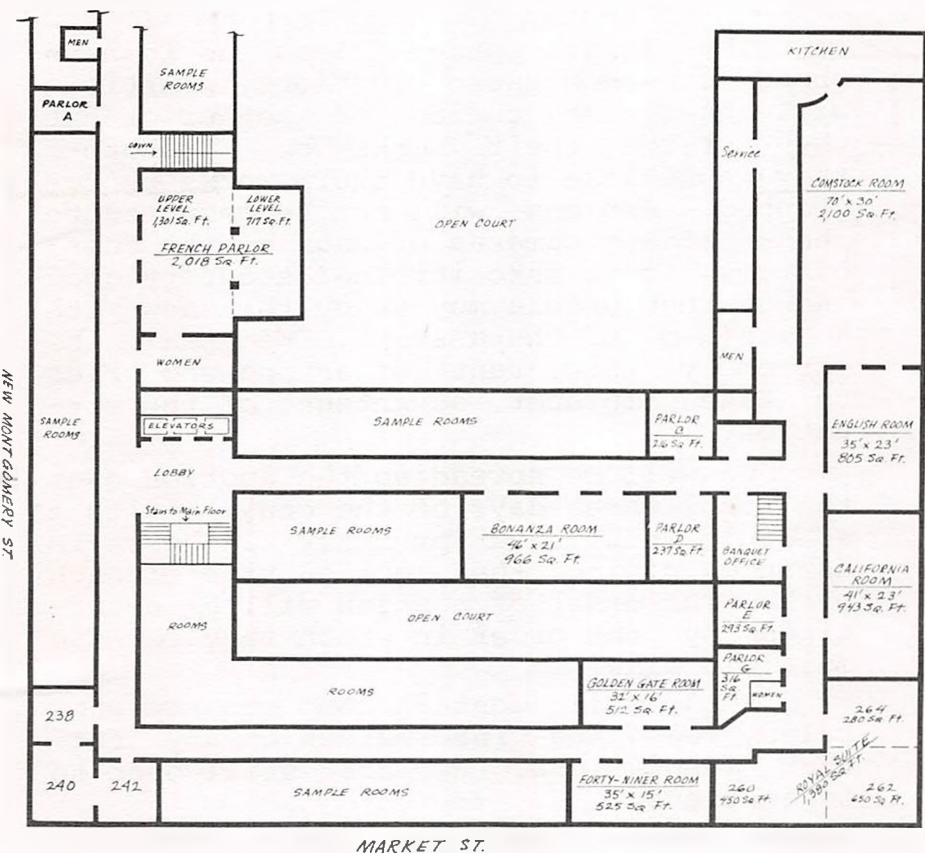 MEN
SAMPLE
ROOMS
KITCHEN
PARLOR
A
DOWN
Service
COMSTOCK ROOM
70' x 30'
2,100 Sq. Ft.
UPPER
LEVEL
1,301 Sq. Ft.
LOWER
LEVEL
717 Sq. Ft.
OPEN COURT
FRENCH PARLOR
2,018 Sq. Ft.
WOMEN
MEN
NEW MONTGOMERY ST.
SAMPLE
ROOMS
ELEVATORS
SAMPLE ROOMS
PARLOR
C
216 Sq Ft.
ENGLISH ROOM
35' x 23'
805 Sq. Ft.
LOBBY
Stairs to Main Floor
SAMPLE ROOMS
BONANZA ROOM
46' x 21'
966 Sq. Ft.
PARLOR
D
237 Sq. Ft.
BANQUET
OFFICE
CALIFORNIA
ROOM
41' x 23'
943 Sq. Ft.
ROOMS
OPEN COURT
PARLOR
E
293 Sq. Ft.
PARLOR
G
316
Sq.
Ft.
WOMEN
ROOMS
GOLDEN GATE ROOM
32' x 16'
512 Sq. Ft.
238
264
280 Sq. Ft.
240
242
SAMPLE ROOMS
FORTY-NINER ROOM
35' x 15'
525 Sq. Ft.
260
450 Sq. Ft.
ROYAL SUITE
1,380 SQ. FT.
262
650 Sq Ft.
MARKET ST.